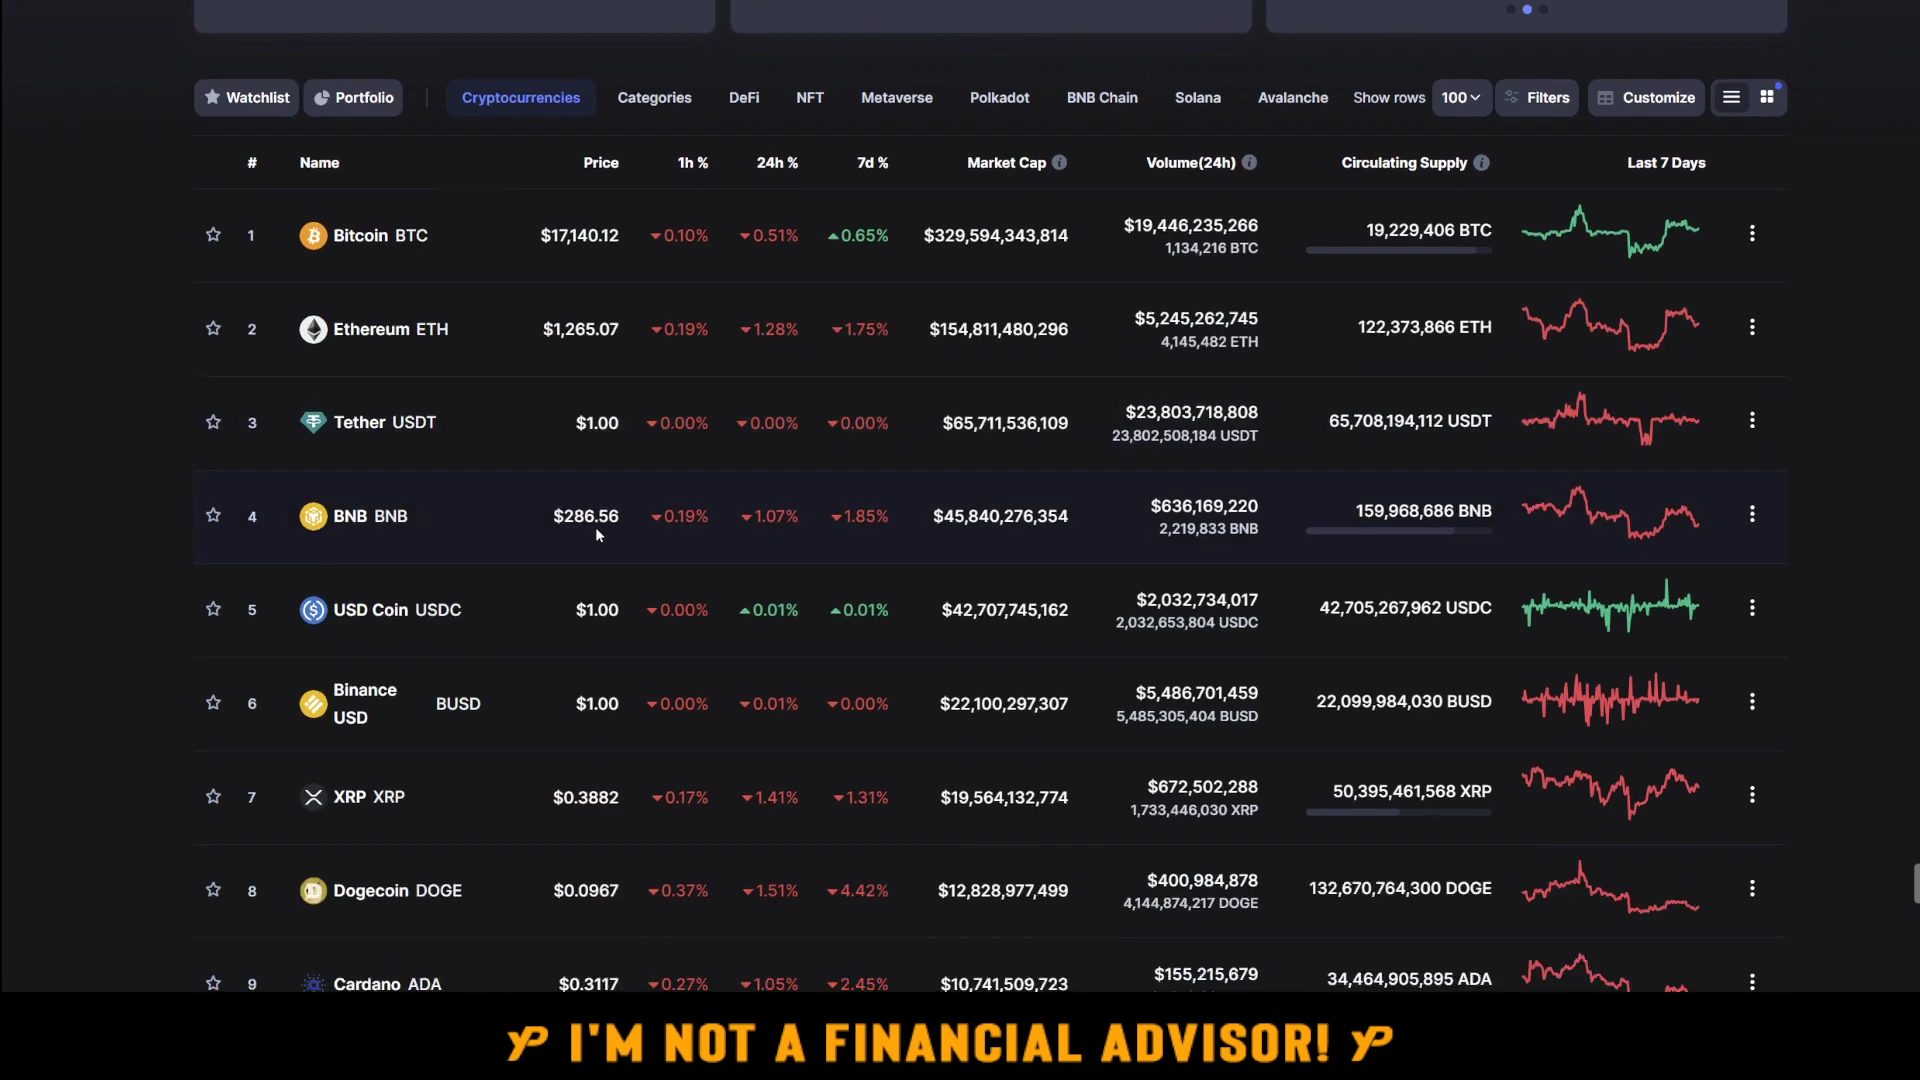 Watchlist Portfolio Cryptocurrencies Categories DeFi NFT Metaverse Polkadot BNB Chain Solana Avalanche Show rows 100 Filters Customize
# Name Price 1h % 24h % 7d % Market Cap Volume(24h) Circulating Supply Last 7 Days
1 Bitcoin BTC $17,140.12 0.10% 0.51% 0.65% $329,594,343,814 $19,446,235,266 19,229,406 BTC
1,134,216 BTC
2 Ethereum ETH $1,265.07 0.19% 1.28% 1.75% $154,811,480,296 $5,245,262,745 122,373,866 ETH
4,145,482 ETH
3 Tether USDT $1.00 0.00% 0.00% 0.00% $65,711,536,109 $23,803,718,808 65,708,194,112 USDT
23,802,508,184 USDT
4 BNB BNB $286.56 0.19% 1.07% 1.85% $45,840,276,354 $636,169,220 159,968,686 BNB
2,219,833 BNB
5 USD Coin USDC $1.00 0.00% 0.01% 0.01% $42,707,745,162 $2,032,734,017 42,705,267,962 USDC
2,032,653,804 USDC
6 Binance USD BUSD $1.00 0.00% 0.01% 0.00% $22,100,297,307 $5,486,701,459 22,099,984,030 BUSD
5,485,305,404 BUSD
7 XRP XRP $0.3882 0.17% 1.41% 1.31% $19,564,132,774 $672,502,288 50,395,461,568 XRP
1,733,446,030 XRP
8 Dogecoin DOGE $0.0967 0.37% 1.51% 4.42% $12,828,977,499 $400,984,878 132,670,764,300 DOGE
4,144,874,217 DOGE
9 Cardano ADA $0.3117 0.27% 1.05% 2.45% $10,741,509,723 $155,215,679 34,464,905,895 ADA
YP I'M NOT A FINANCIAL ADVISOR! YP